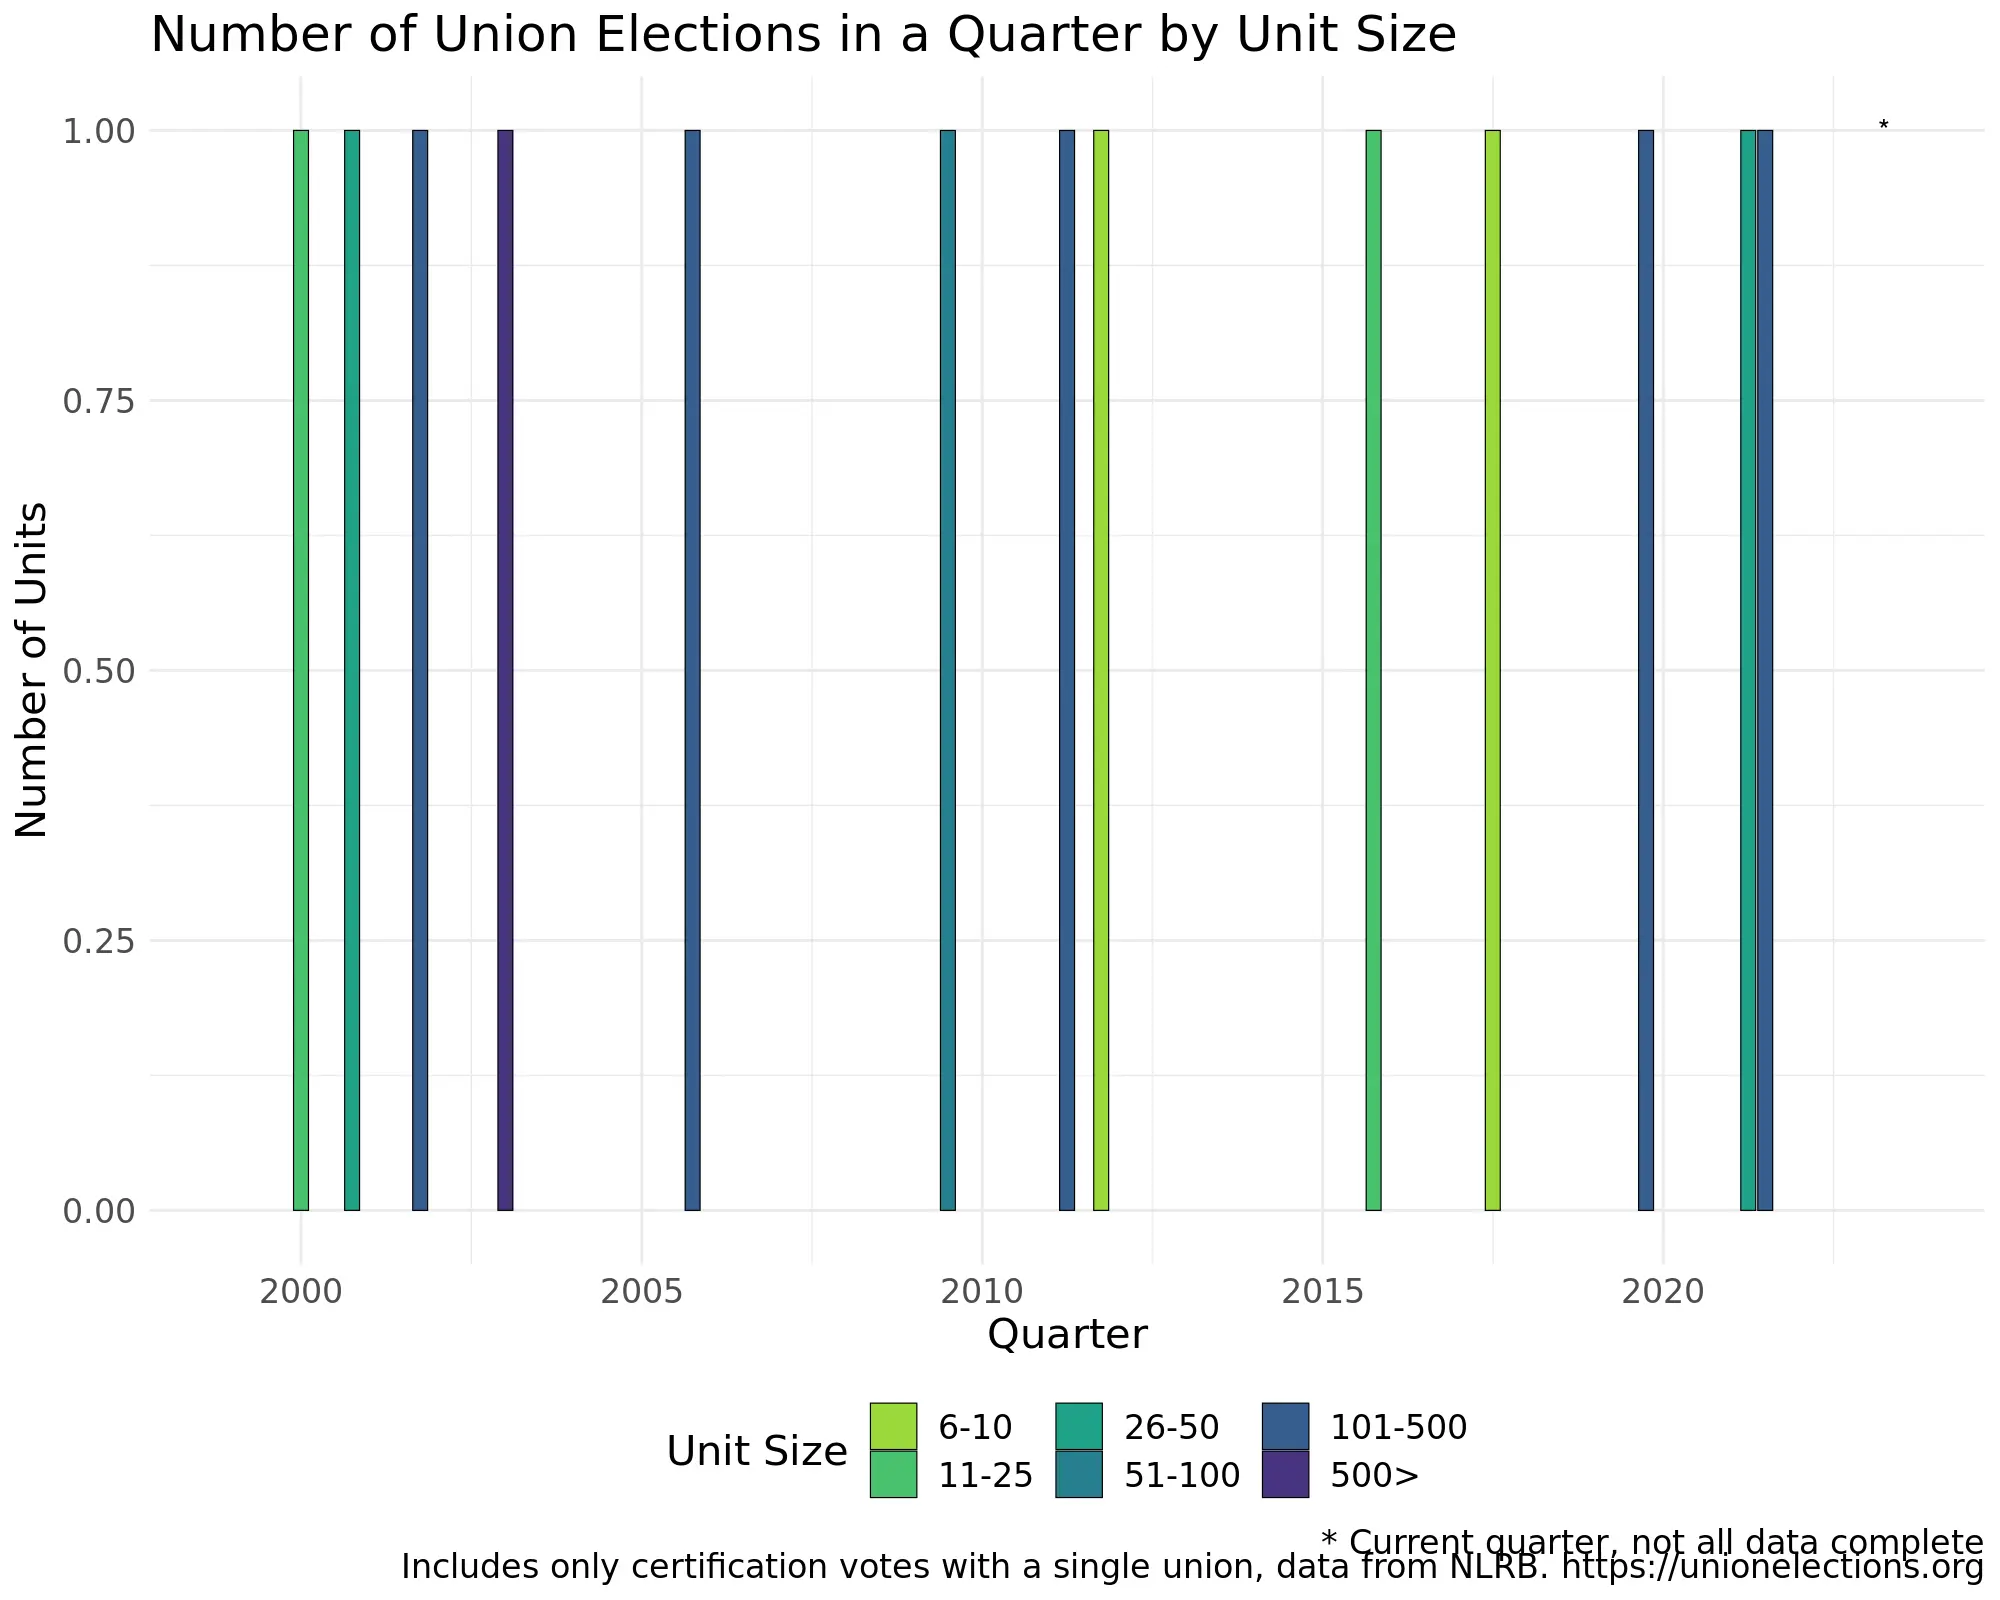 Number of Union Elections in a Quarter by Unit Size
*
1.00
0.75
0.50
0.25
0.00
Number of Units
2000 2005 2010 2015 2020
Quarter
Unit Size
6-10 26-50 101-500
11-25 51-100 500>
* Current quarter, not all data complete
Includes only certification votes with a single union, data from NLRB. https://unionelections.org